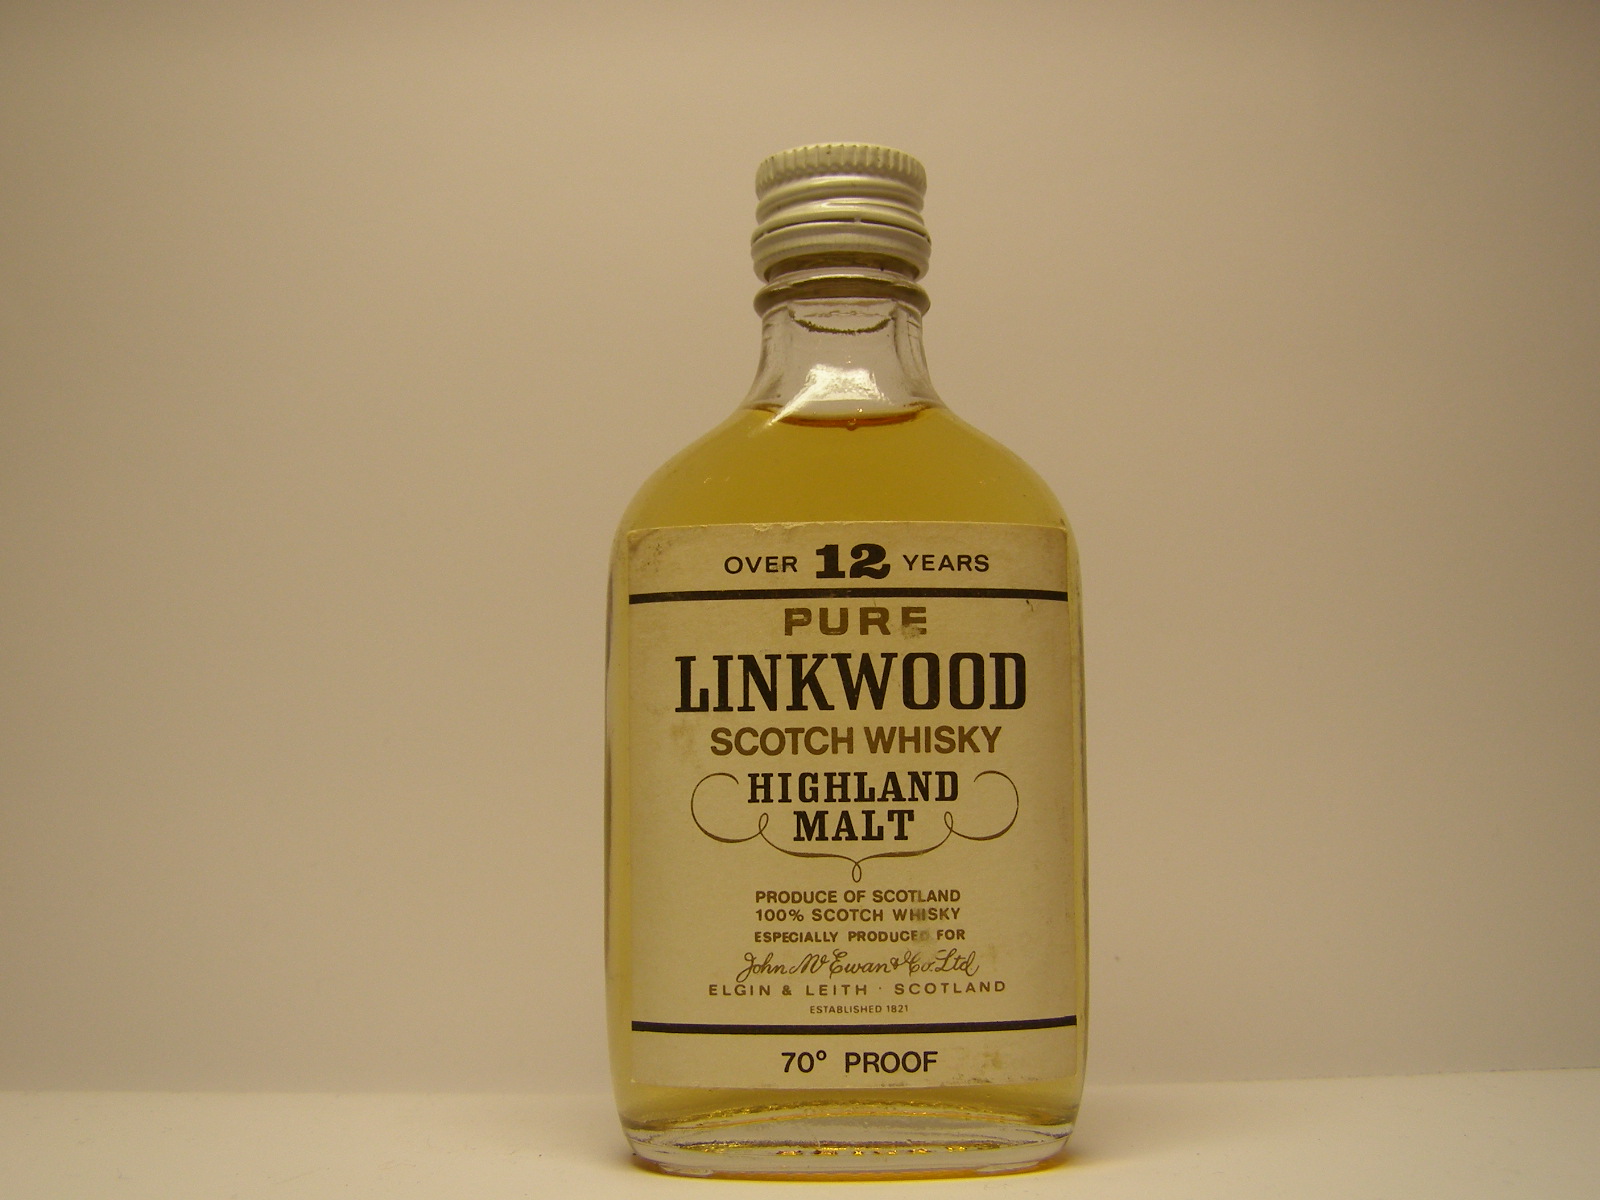 OVER 12 YEARS
PURE
LINKWOOD
SCOTCH WHISKY
HIGHLAND
MALT
PRODUCE OF SCOTLAND
100% SCOTCH WHISKY
ESPECIALLY PRODUCED FOR
John McEwan & Co. Ltd
ELGIN & LEITH · SCOTLAND
ESTABLISHED 1821
70° PROOF